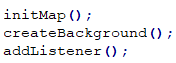 initMap();
createBackground();
addListener();